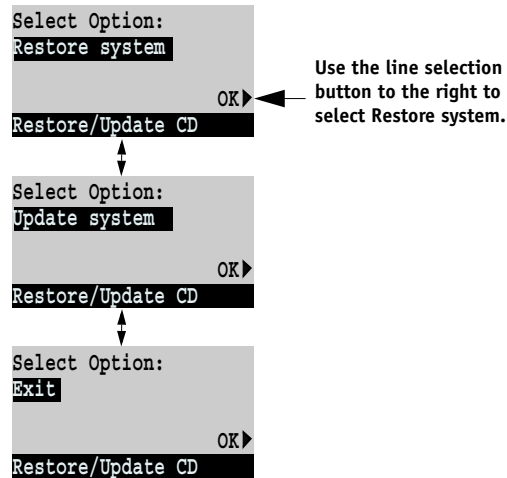 Select Option:
Restore system
OK
Restore/Update CD
Use the line selection
button to the right to
select Restore system.
Select Option:
Update system
OK
Restore/Update CD
Select Option:
Exit
OK
Restore/Update CD